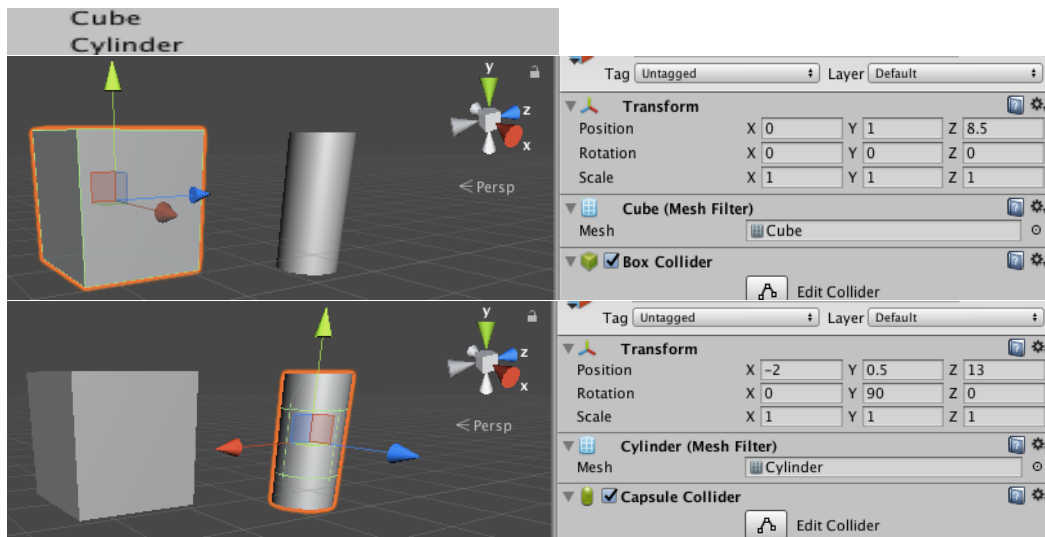 Cube
Cylinder
y
z
x
Persp
Tag Untagged Layer Default
Transform
Position X 0 Y 1 Z 8.5
Rotation X 0 Y 0 Z 0
Scale X 1 Y 1 Z 1
Cube (Mesh Filter)
Mesh Cube
Box Collider
Edit Collider
y
z
x
Persp
Tag Untagged Layer Default
Transform
Position X -2 Y 0.5 Z 13
Rotation X 0 Y 90 Z 0
Scale X 1 Y 1 Z 1
Cylinder (Mesh Filter)
Mesh Cylinder
Capsule Collider
Edit Collider